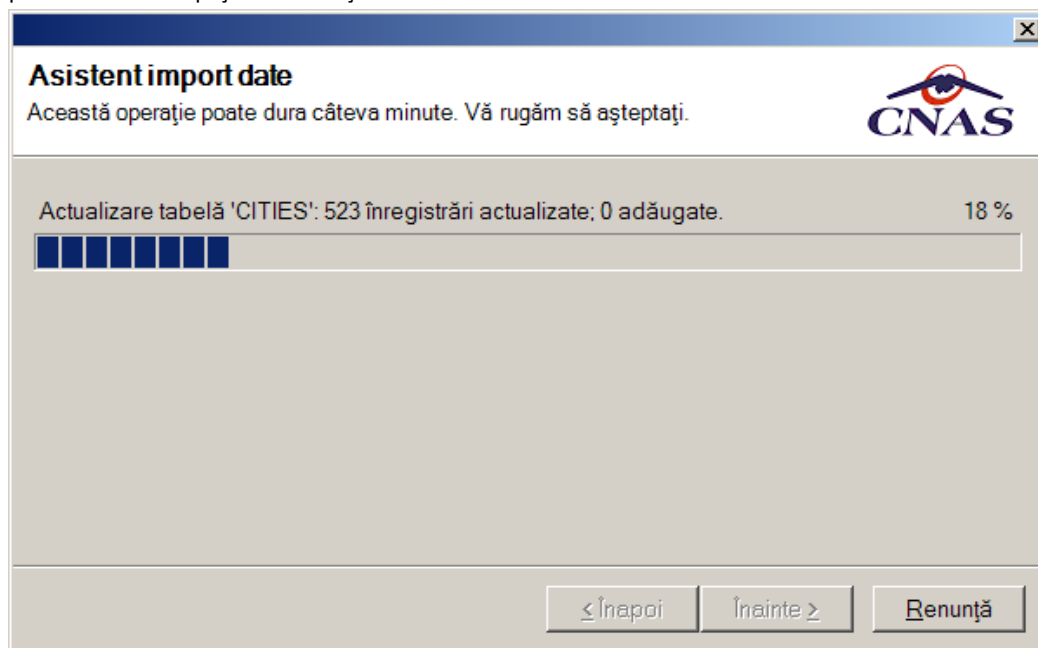 Asistent import date
Această operaţie poate dura câteva minute. Vă rugăm să aşteptaţi.
CNAS
Actualizare tabelă 'CITIES': 523 înregistrări actualizate; 0 adăugate. 18 %
< Înapoi Înainte > Renunţă